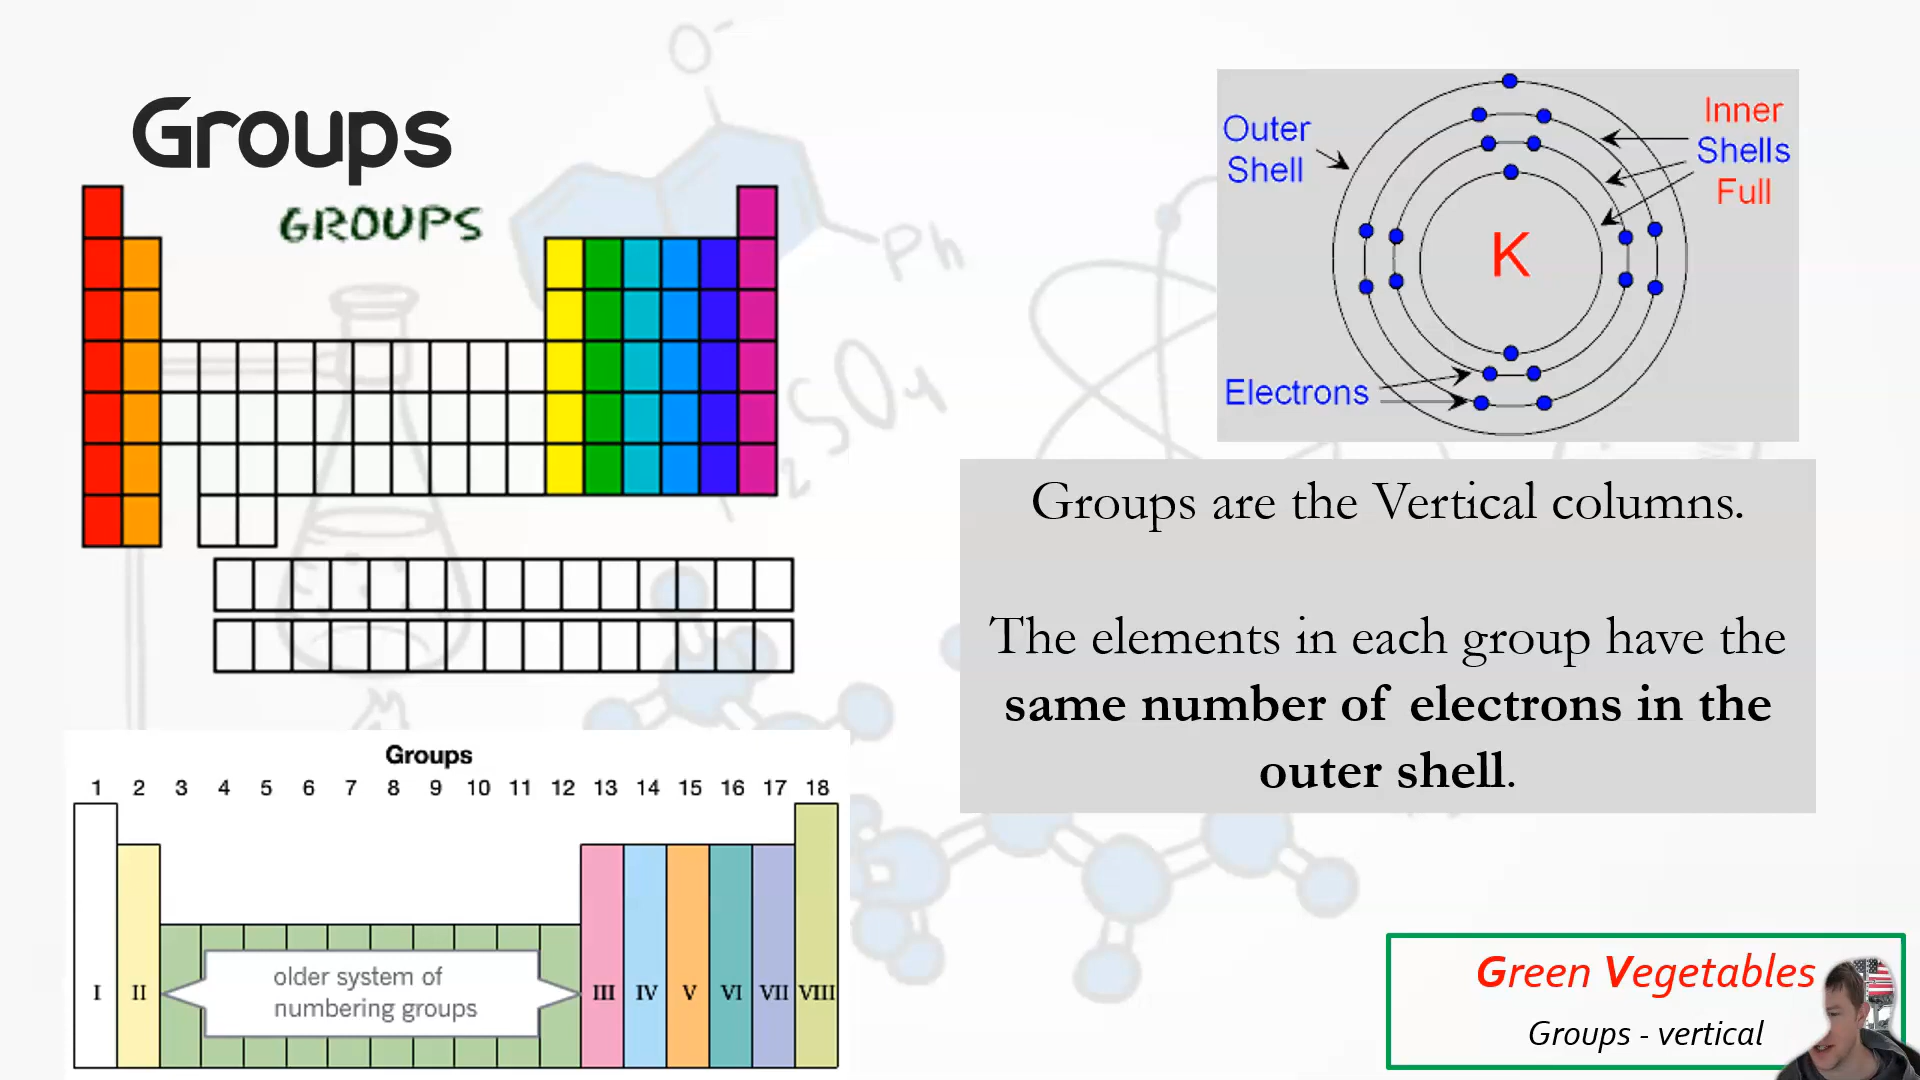 Groups
GROUPS
Outer
Shell
Inner
Shells
Full
K
Electrons
O⁻
Ph
SO₄
2
Groups are the Vertical columns.
The elements in each group have the
same number of electrons in the
outer shell.
Groups
1 2 3 4 5 6 7 8 9 10 11 12 13 14 15 16 17 18
I II III IV V VI VII VIII
older system of
numbering groups
Green Vegetables
Groups - vertical